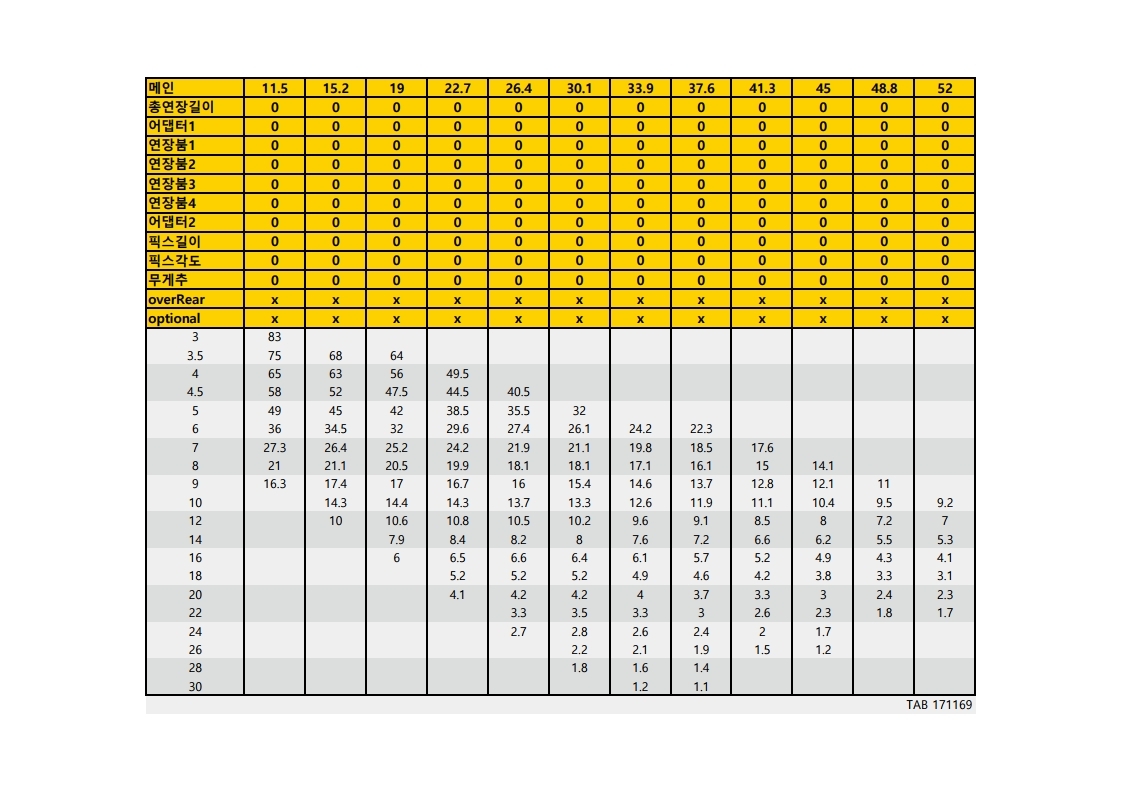 메인 11.5 15.2 19 22.7 26.4 30.1 33.9 37.6 41.3 45 48.8 52
총연장길이 0 0 0 0 0 0 0 0 0 0 0 0
어댑터1 0 0 0 0 0 0 0 0 0 0 0 0
연장붐1 0 0 0 0 0 0 0 0 0 0 0 0
연장붐2 0 0 0 0 0 0 0 0 0 0 0 0
연장붐3 0 0 0 0 0 0 0 0 0 0 0 0
연장붐4 0 0 0 0 0 0 0 0 0 0 0 0
어댑터2 0 0 0 0 0 0 0 0 0 0 0 0
픽스길이 0 0 0 0 0 0 0 0 0 0 0 0
픽스각도 0 0 0 0 0 0 0 0 0 0 0 0
무게추 0 0 0 0 0 0 0 0 0 0 0 0
overRear x x x x x x x x x x x x
optional x x x x x x x x x x x x
3 83
3.5 75 68 64
4 65 63 56 49.5
4.5 58 52 47.5 44.5 40.5
5 49 45 42 38.5 35.5 32
6 36 34.5 32 29.6 27.4 26.1 24.2 22.3
7 27.3 26.4 25.2 24.2 21.9 21.1 19.8 18.5 17.6
8 21 21.1 20.5 19.9 18.1 18.1 17.1 16.1 15 14.1
9 16.3 17.4 17 16.7 16 15.4 14.6 13.7 12.8 12.1 11
10 14.3 14.4 14.3 13.7 13.3 12.6 11.9 11.1 10.4 9.5 9.2
12 10 10.6 10.8 10.5 10.2 9.6 9.1 8.5 8 7.2 7
14 7.9 8.4 8.2 8 7.6 7.2 6.6 6.2 5.5 5.3
16 6 6.5 6.6 6.4 6.1 5.7 5.2 4.9 4.3 4.1
18 5.2 5.2 5.2 4.9 4.6 4.2 3.8 3.3 3.1
20 4.1 4.2 4.2 4 3.7 3.3 3 2.4 2.3
22 3.3 3.5 3.3 3 2.6 2.3 1.8 1.7
24 2.7 2.8 2.6 2.4 2 1.7
26 2.2 2.1 1.9 1.5 1.2
28 1.8 1.6 1.4
30 1.2 1.1
TAB 171169